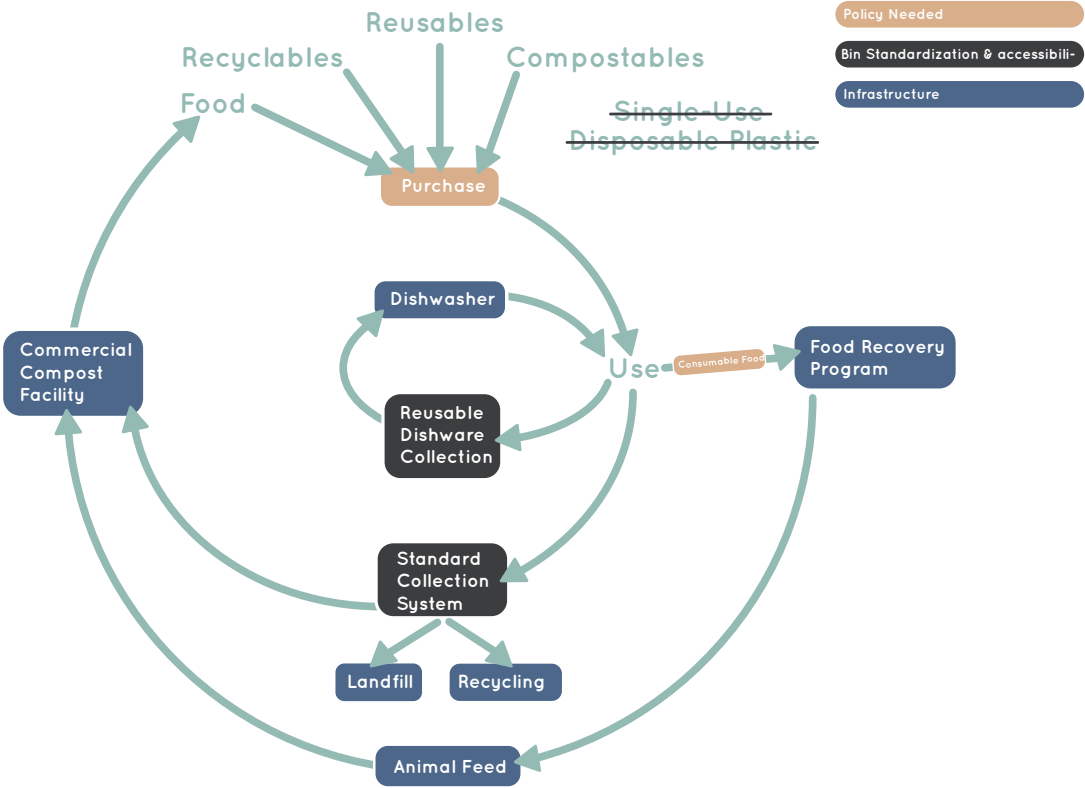 Reusables
Recyclables
Compostables
Food
Single-Use
Disposable Plastic
Policy Needed
Bin Standardization & accessibili-
Infrastructure
Purchase
Dishwasher
Use
Consumable Food
Food Recovery
Program
Commercial
Compost
Facility
Reusable
Dishware
Collection
Standard
Collection
System
Landfill
Recycling
Animal Feed